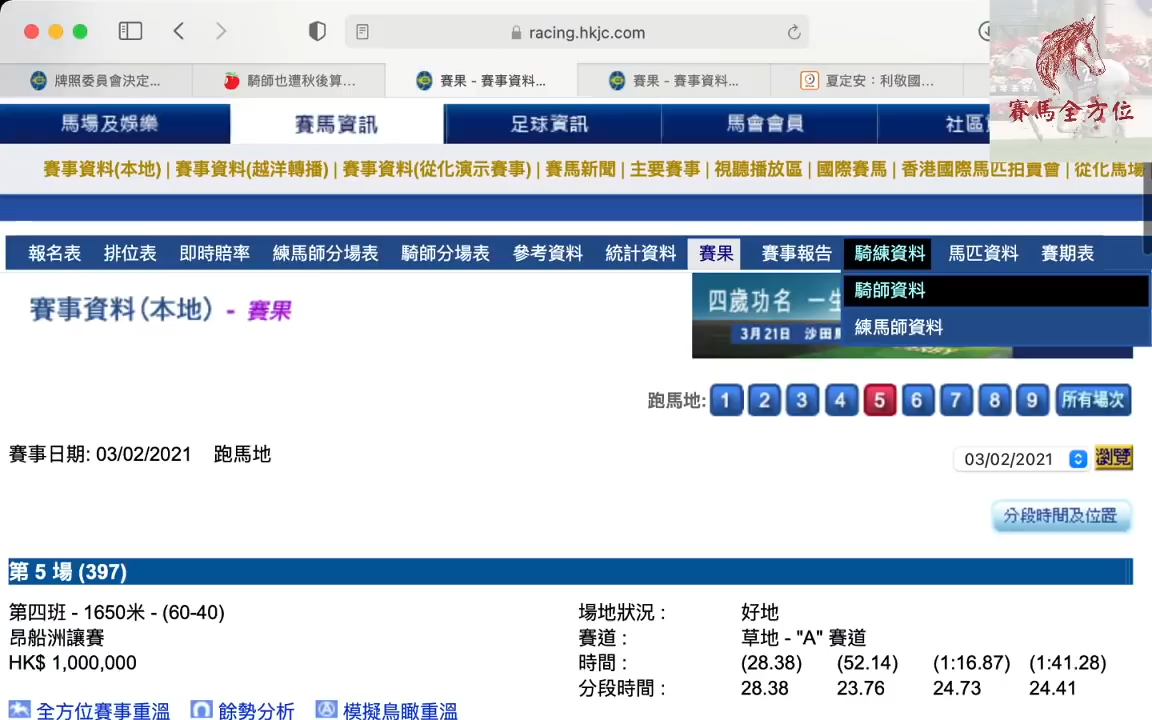 racing.hkjc.com
牌照委員會決定... 騎師也遭秋後算... 賽果 - 賽事資料... 賽果 - 賽事資料... 夏定安：利敬國...
賽馬全方位
馬場及娛樂 賽馬資訊 足球資訊 馬會會員 社區
賽事資料(本地) | 賽事資料(越洋轉播) | 賽事資料(從化演示賽事) | 賽馬新聞 | 主要賽事 | 視聽播放區 | 國際賽馬 | 香港國際馬匹拍賣會 | 從化馬場
報名表 排位表 即時賠率 練馬師分場表 騎師分場表 參考資料 統計資料 賽果 賽事報告 騎練資料 馬匹資料 賽期表
騎師資料
練馬師資料
賽事資料(本地) - 賽果
四歲功名 一生
3月21日 沙田
跑馬地: 1 2 3 4 5 6 7 8 9 所有場次
賽事日期: 03/02/2021 跑馬地
03/02/2021 瀏覽
分段時間及位置
第 5 場 (397)
第四班 - 1650米 - (60-40) 場地狀況 : 好地
昂船洲讓賽 賽道 : 草地 - "A" 賽道
HK$ 1,000,000 時間 : (28.38) (52.14) (1:16.87) (1:41.28)
分段時間 : 28.38 23.76 24.73 24.41
全方位賽事重溫 餘勢分析 模擬鳥瞰重溫